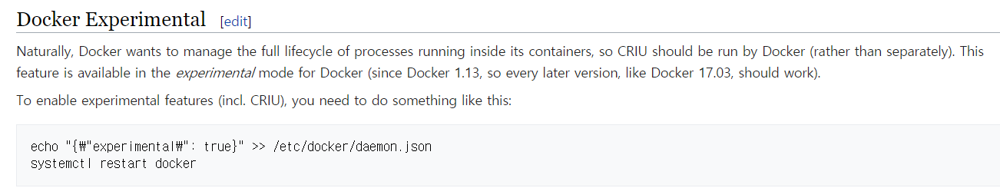 Docker Experimental [edit]
Naturally, Docker wants to manage the full lifecycle of processes running inside its containers, so CRIU should be run by Docker (rather than separately). This
feature is available in the experimental mode for Docker (since Docker 1.13, so every later version, like Docker 17.03, should work).
To enable experimental features (incl. CRIU), you need to do something like this:
echo "{₩"experimental₩": true}" >> /etc/docker/daemon.json
systemctl restart docker